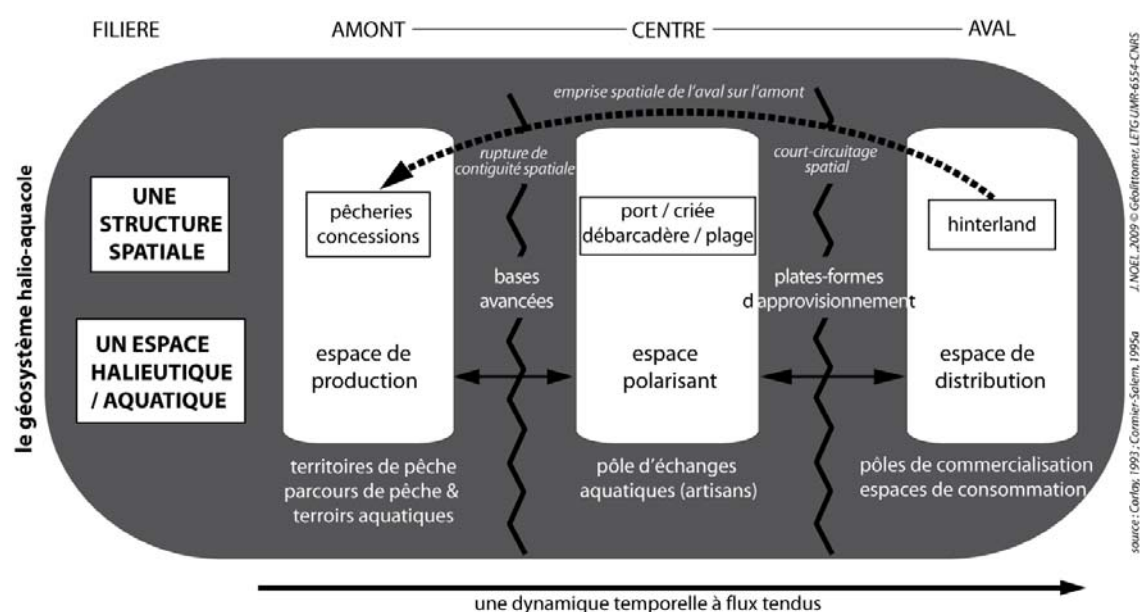 FILIERE
AMONT
CENTRE
AVAL
emprise spatiale de l'aval sur l'amont
rupture de
contiguité spatiale
court-circuitage
spatial
UNE
STRUCTURE
SPATIALE
pêcheries
concessions
port / criée
débarcadère / plage
hinterland
bases
avancées
plates-formes
d'approvisionnement
UN ESPACE
HALIEUTIQUE
/ AQUATIQUE
espace de
production
espace
polarisant
espace de
distribution
territoires de pêche
parcours de pêche &
terroirs aquatiques
pôle d'échanges
aquatiques (artisans)
pôles de commercialisation
espaces de consommation
une dynamique temporelle à flux tendus
le géosystème halio-aquacole
source : Corlay, 1993 ; Cormier-Salem, 1995a
J. NOEL, 2009 © Géolittomer, LETG UMR-6554-CNRS